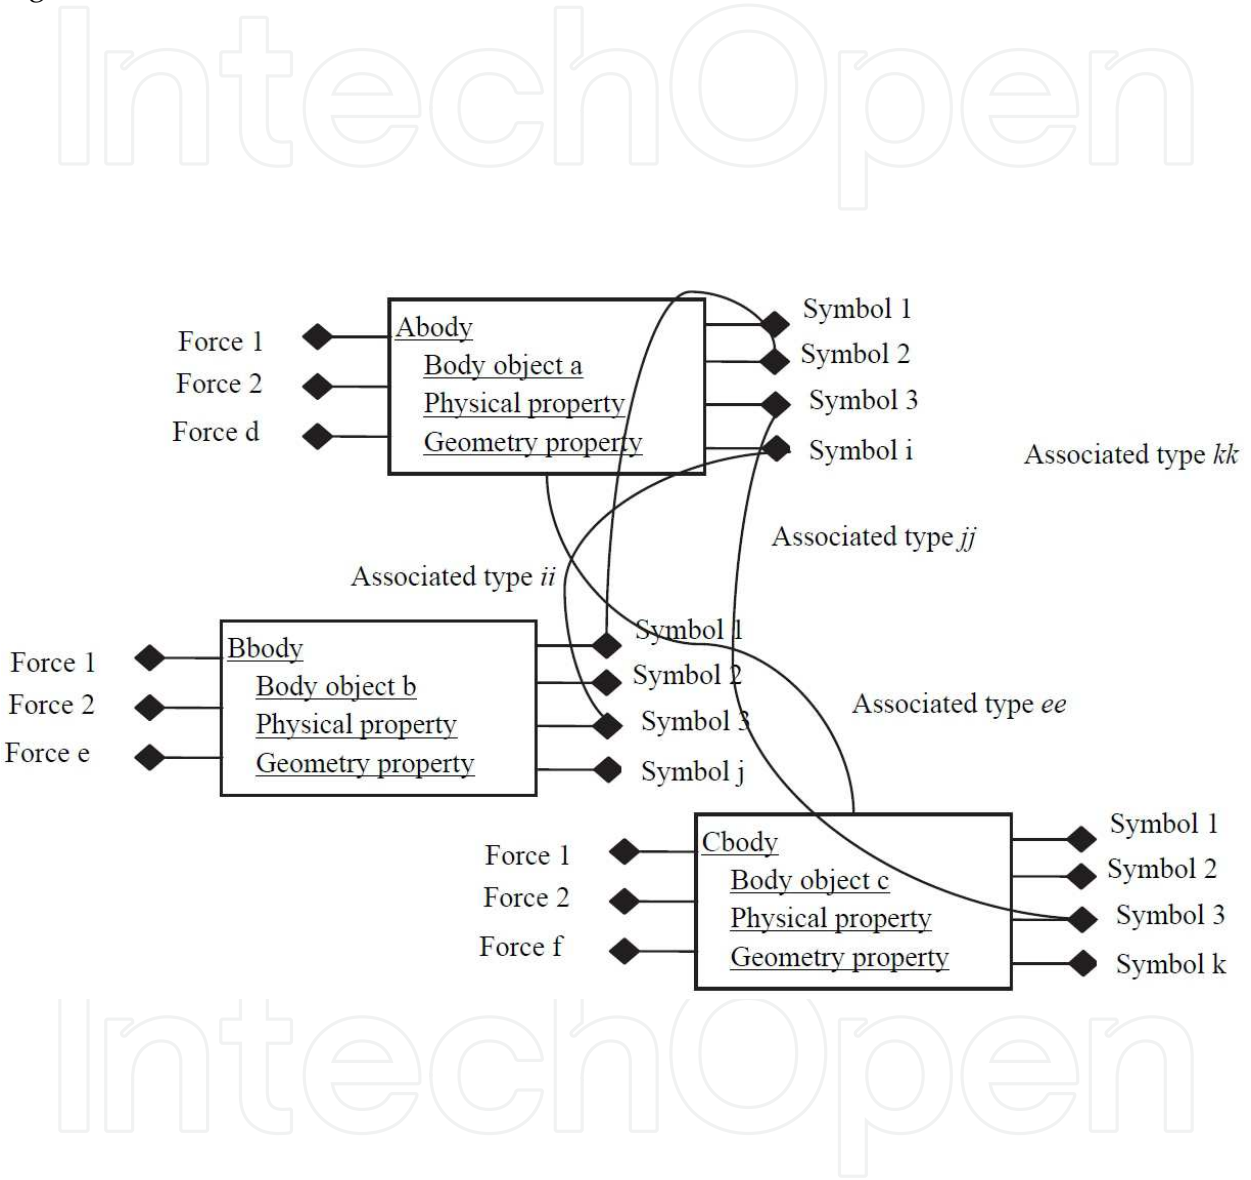 IntechOpen
Symbol 1
Abody
Force 1
Symbol 2
Body object a
Force 2
Symbol 3
Physical property
Force d
Geometry property
Symbol i
Associated type kk
Associated type jj
Associated type ii
Symbol 1
Bbody
Force 1
Symbol 2
Body object b
Force 2
Associated type ee
Symbol 3
Physical property
Force e
Geometry property
Symbol j
Symbol 1
Cbody
Force 1
Symbol 2
Body object c
Force 2
Symbol 3
Physical property
Force f
Geometry property
Symbol k
IntechOpen